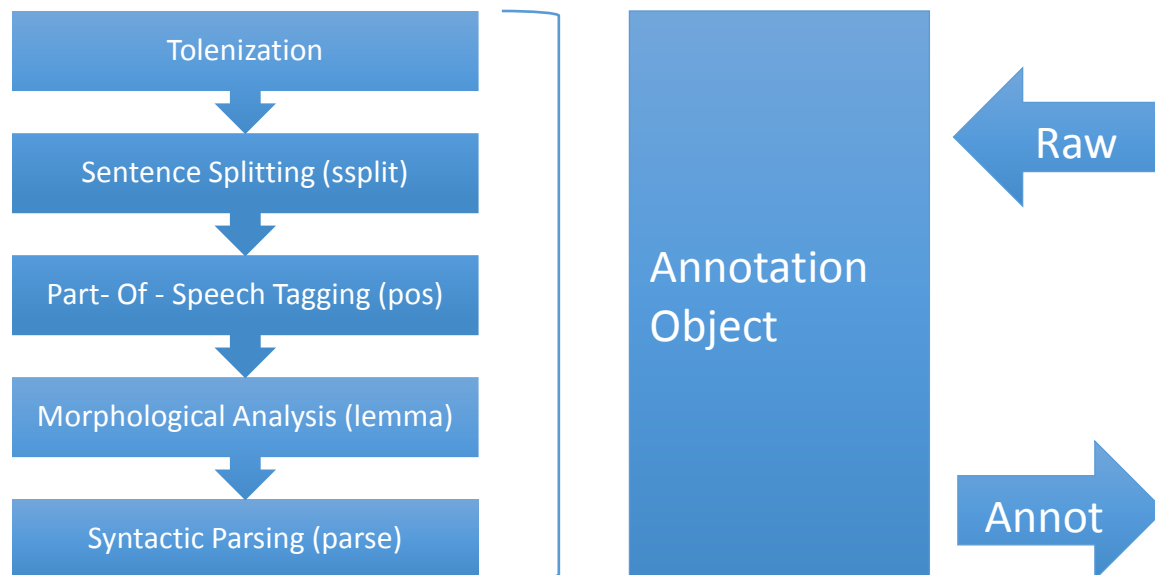 Tolenization
Sentence Splitting (ssplit)
Part- Of - Speech Tagging (pos)
Morphological Analysis (lemma)
Syntactic Parsing (parse)
Annotation
Object
Raw
Annot